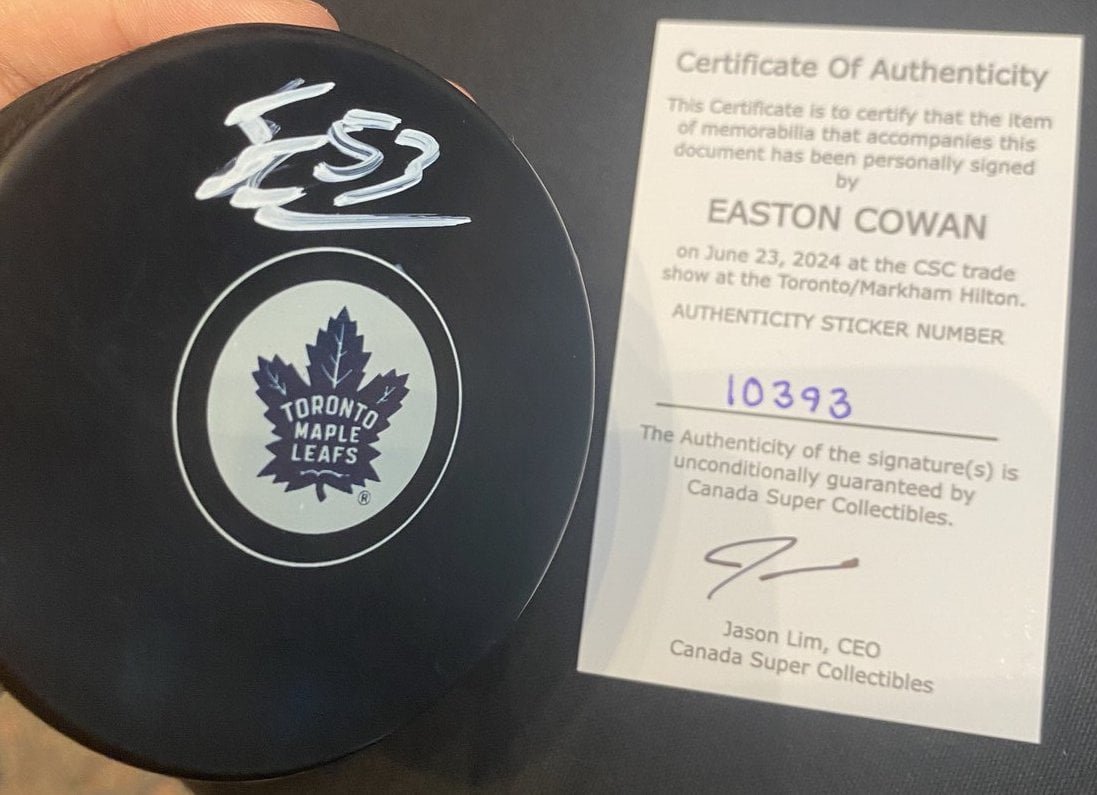 53
TORONTO
MAPLE
LEAFS
®
Certificate Of Authenticity
This Certificate is to certify that the item
of memorabilia that accompanies this
document has been personally signed
by
EASTON COWAN
on June 23, 2024 at the CSC trade
show at the Toronto/Markham Hilton.
AUTHENTICITY STICKER NUMBER
10393
The Authenticity of the signature(s) is
unconditionally guaranteed by
Canada Super Collectibles.
Jason Lim, CEO
Canada Super Collectibles